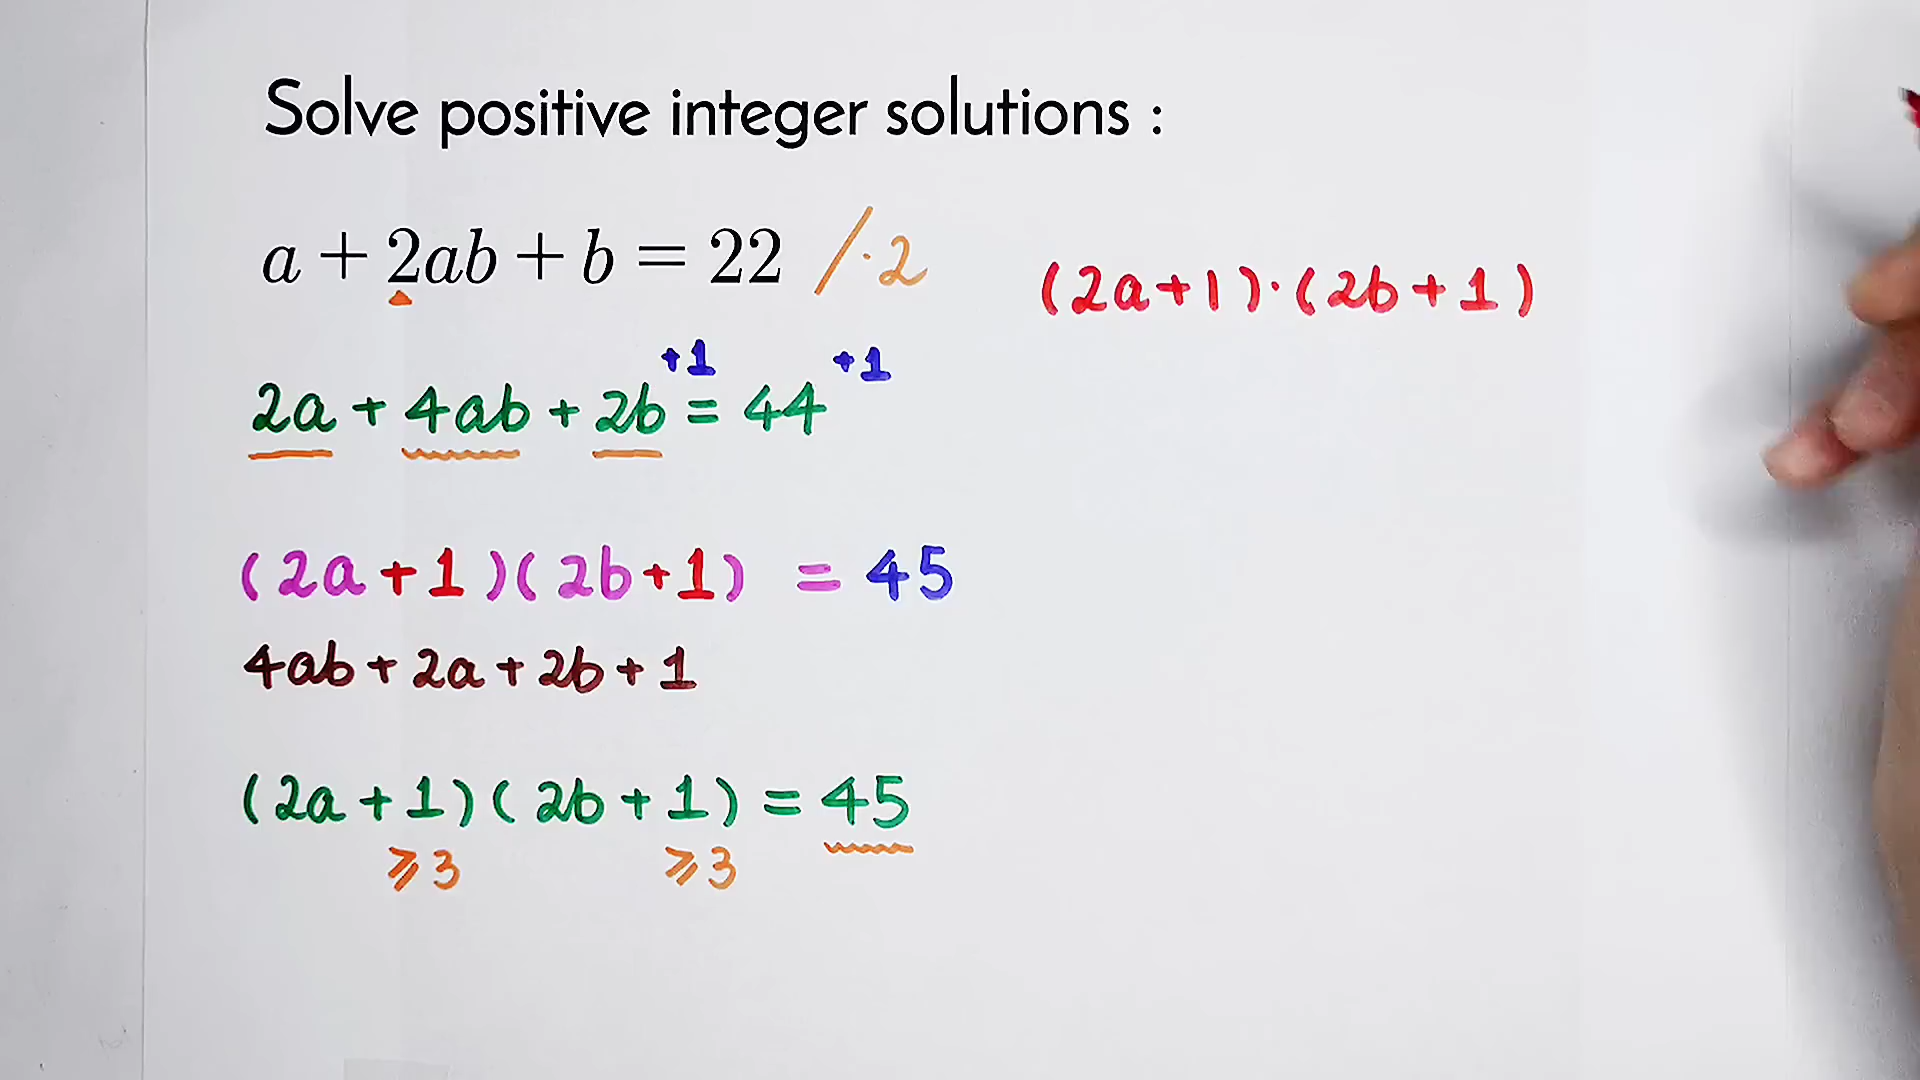 Solve positive integer solutions :
a + 2ab + b = 22 /·2
(2a+1)·(2b+1)
+1 +1
2a + 4ab + 2b = 44
(2a+1)(2b+1) = 45
4ab + 2a + 2b + 1
(2a+1)(2b+1) = 45
⩾3 ⩾3